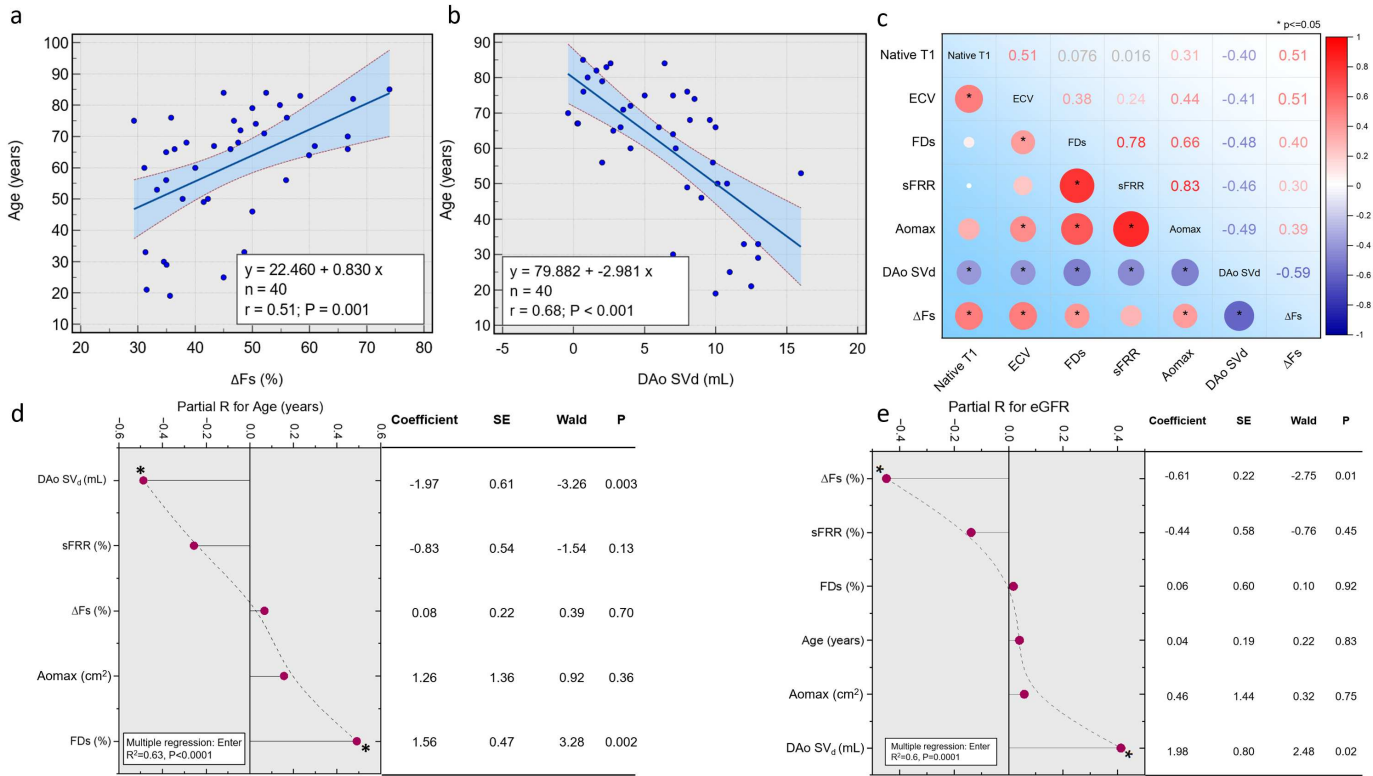 a
Age (years)
100
90
80
70
60
50
40
30
20
10
20
30
40
50
60
70
80
ΔFs (%)
y = 22.460 + 0.830 x
n = 40
r = 0.51; P = 0.001
b
Age (years)
90
80
70
60
50
40
30
20
10
-5
0
5
10
15
20
DAo SVd (mL)
y = 79.882 + -2.981 x
n = 40
r = 0.68; P < 0.001
c
* p<=0.05
Native T1 Native T1 0.51 0.076 0.016 0.31 -0.40 0.51
ECV * ECV 0.38 0.24 0.44 -0.41 0.51
FDs * FDs 0.78 0.66 -0.48 0.40
sFRR * sFRR 0.83 -0.46 0.30
Aomax * * * Aomax -0.49 0.39
DAo SVd * * * * * DAo SVd -0.59
ΔFs * * * * * ΔFs
Native T1 ECV FDs sFRR Aomax DAo SVd ΔFs
1
0.8
0.6
0.4
0.2
0
-0.2
-0.4
-0.6
-0.8
-1
d
Partial R for Age (years)
-0.6 -0.4 -0.2 0.0 0.2 0.4 0.6
Coefficient SE Wald P
DAo SVd (mL) * -1.97 0.61 -3.26 0.003
sFRR (%) -0.83 0.54 -1.54 0.13
ΔFs (%) 0.08 0.22 0.39 0.70
Aomax (cm²) 1.26 1.36 0.92 0.36
FDs (%) * 1.56 0.47 3.28 0.002
Multiple regression: Enter
R²=0.63, P<0.0001
e
Partial R for eGFR
-0.4 -0.2 0.0 0.2 0.4
Coefficient SE Wald P
ΔFs (%) * -0.61 0.22 -2.75 0.01
sFRR (%) -0.44 0.58 -0.76 0.45
FDs (%) 0.06 0.60 0.10 0.92
Age (years) 0.04 0.19 0.22 0.83
Aomax (cm²) 0.46 1.44 0.32 0.75
DAo SVd (mL) * 1.98 0.80 2.48 0.02
Multiple regression: Enter
R²=0.6, P=0.0001